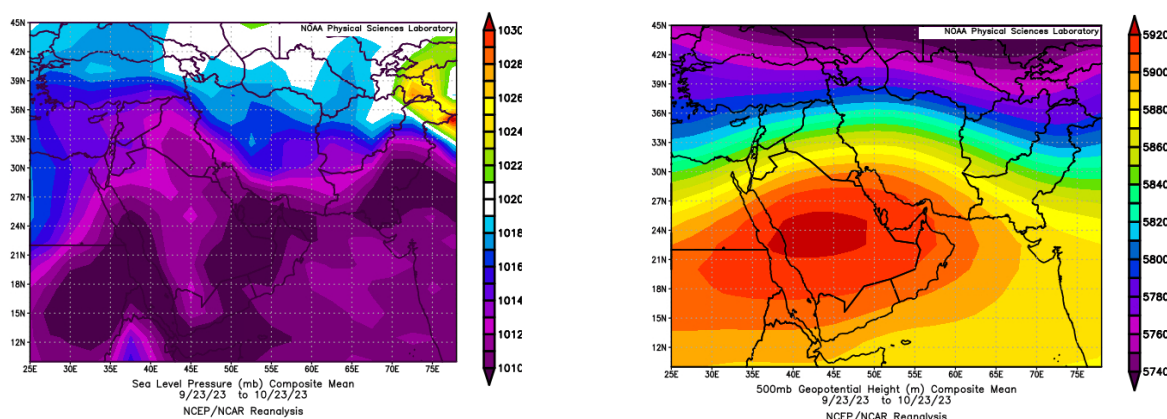 NOAA Physical Sciences Laboratory
45N
42N
39N
36N
33N
30N
27N
24N
21N
18N
15N
12N
25E 30E 35E 40E 45E 50E 55E 60E 65E 70E 75E
1030
1028
1026
1024
1022
1020
1018
1016
1014
1012
1010
Sea Level Pressure (mb) Composite Mean
9/23/23 to 10/23/23
NCEP/NCAR Reanalysis
NOAA Physical Sciences Laboratory
45N
42N
39N
36N
33N
30N
27N
24N
21N
18N
15N
12N
25E 30E 35E 40E 45E 50E 55E 60E 65E 70E 75E
5920
5900
5880
5860
5840
5820
5800
5780
5760
5740
500mb Geopotential Height (m) Composite Mean
9/23/23 to 10/23/23
NCEP/NCAR Reanalysis